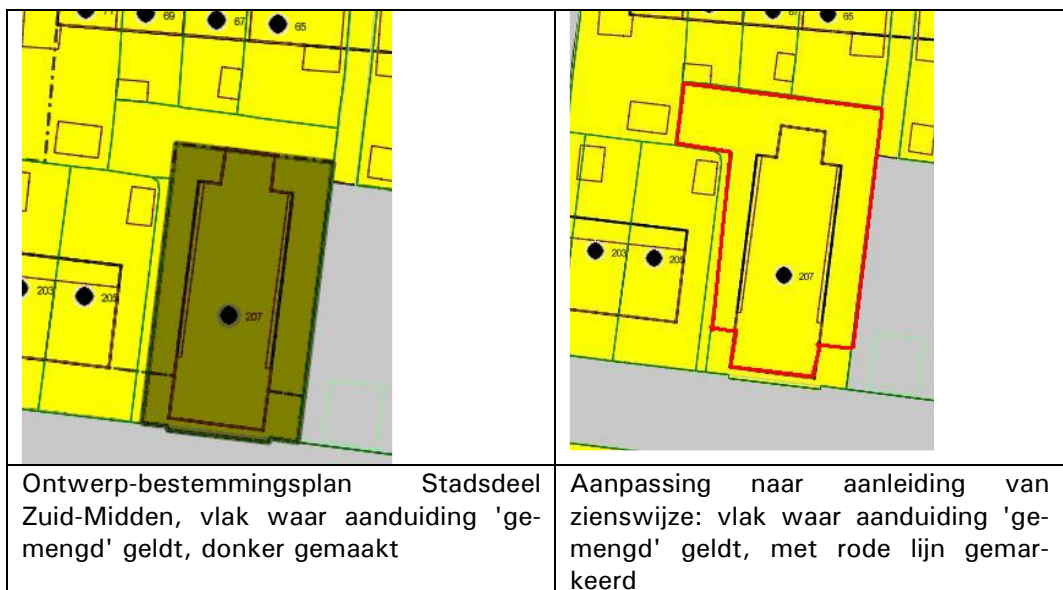 71
69
67
65
203
205
207
67
65
203
205
207
Ontwerp-bestemmingsplan Stadsdeel
Zuid-Midden, vlak waar aanduiding 'ge-
mengd' geldt, donker gemaakt
Aanpassing naar aanleiding van
zienswijze: vlak waar aanduiding 'ge-
mengd' geldt, met rode lijn gemar-
keerd